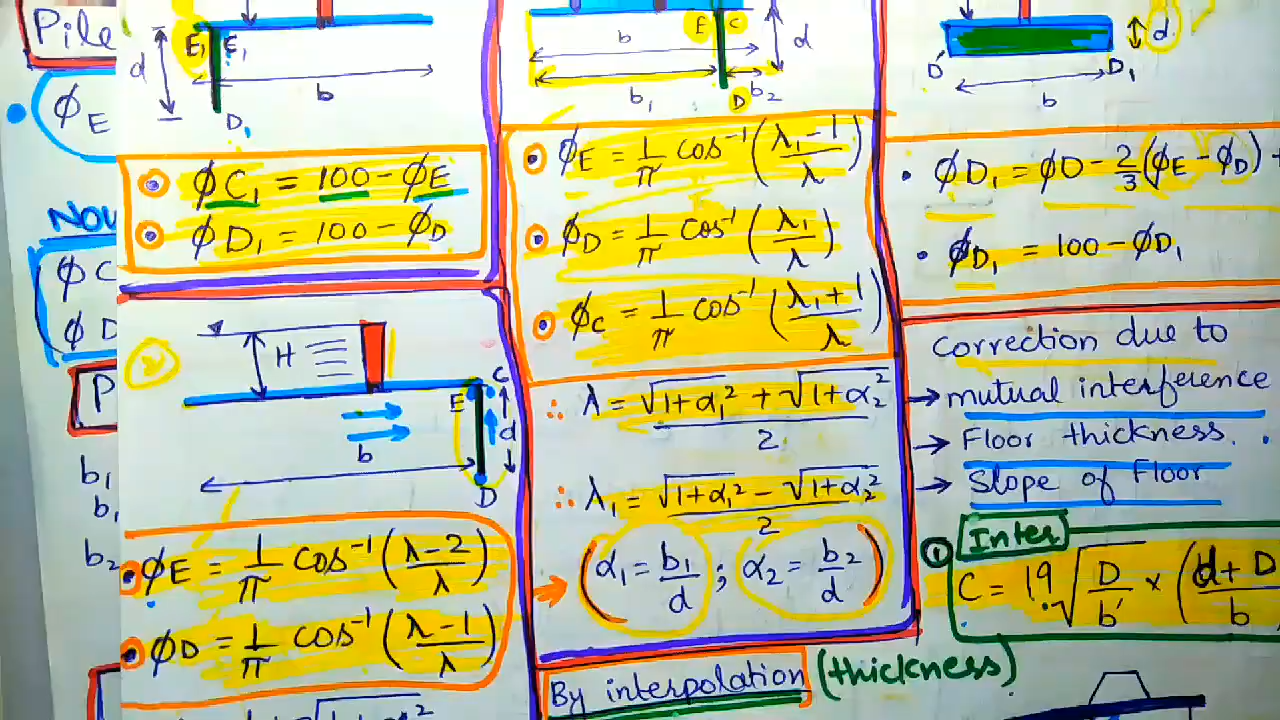 Pile
ϕE
Now
ϕC
ϕD
P
b₁
b₁
b₂
E₁ C₁
d
b
D₁
ϕC₁ = 100 - ϕE
ϕD₁ = 100 - ϕD
H
E C
d
b
D
ϕE = 1/π cos⁻¹ (λ-2/λ)
ϕD = 1/π cos⁻¹ (λ-1/λ)
E C
b
d
b₁ b₂
D
ϕE = 1/π cos⁻¹ (λ₁-1/λ)
ϕD = 1/π cos⁻¹ (λ₁/λ)
ϕC = 1/π cos⁻¹ (λ₁+1/λ)
∴ λ = √1+α₁² + √1+α₂² / 2
∴ λ₁ = √1+α₁² - √1+α₂² / 2
(α₁ = b₁/d ; α₂ = b₂/d)
By interpolation (thickness)
d
D' D₁
b
ϕD₁ = ϕD - 2/3 (ϕE - ϕD) +
ϕD₁ = 100 - ϕD₁
correction due to
→ mutual interference
→ Floor thickness.
→ Slope of Floor
① Inter
C = 19 √D/b' × (d+D/b